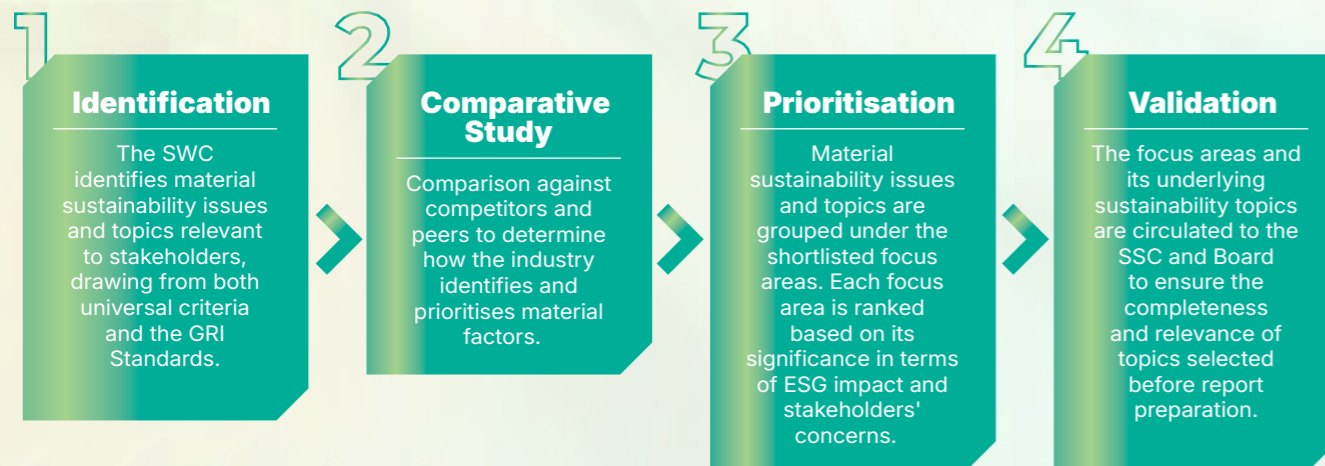 1
Identification
The SWC
identifies material
sustainability issues
and topics relevant
to stakeholders,
drawing from both
universal criteria
and the GRI
Standards.
2
Comparative
Study
Comparison against
competitors and
peers to determine
how the industry
identifies and
prioritises material
factors.
3
Prioritisation
Material
sustainability issues
and topics are
grouped under the
shortlisted focus
areas. Each focus
area is ranked
based on its
significance in terms
of ESG impact and
stakeholders'
concerns.
4
Validation
The focus areas and
its underlying
sustainability topics
are circulated to the
SSC and Board
to ensure the
completeness
and relevance of
topics selected
before report
preparation.